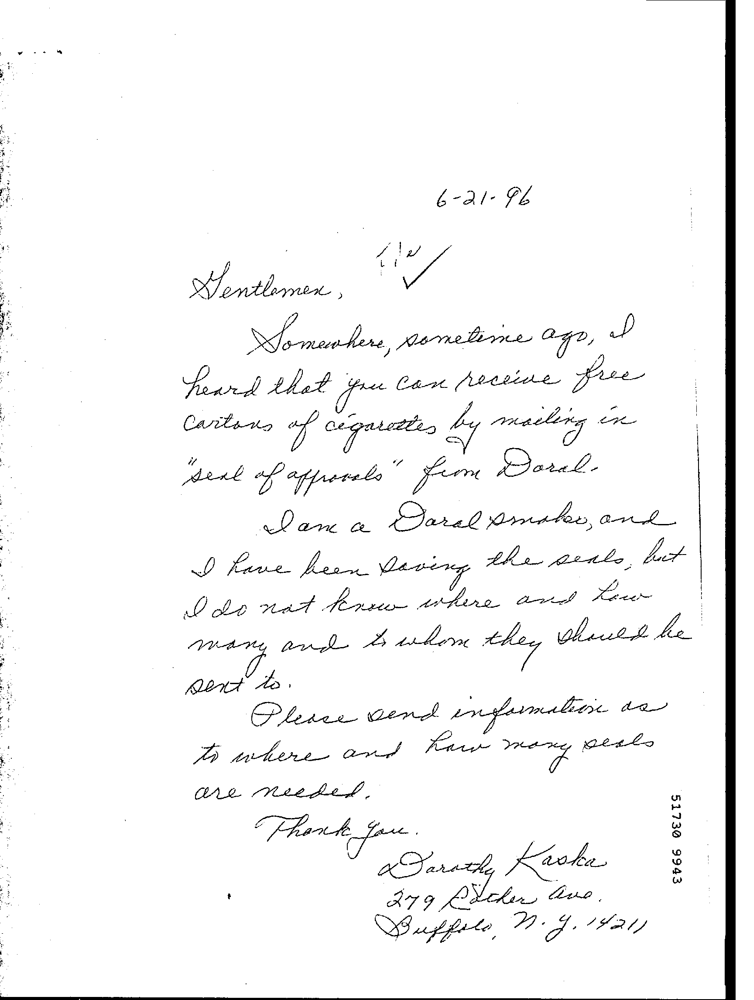 6-21-96
Gentlemen,
Somewhere, sometime ago, I
heard that you can receive free
cartons of cigarettes by mailing in
"seal of approvals" from Doral.
I am a Doral smoker, and
I have been saving the seals, but
I do not know where and how
many and to whom they should be
sent to.
Please send information as
to where and how many seals
are needed.
Thank you.
Dorothy Kaska
279 Ave.
Buffalo, N.Y. 14211
51730 9943